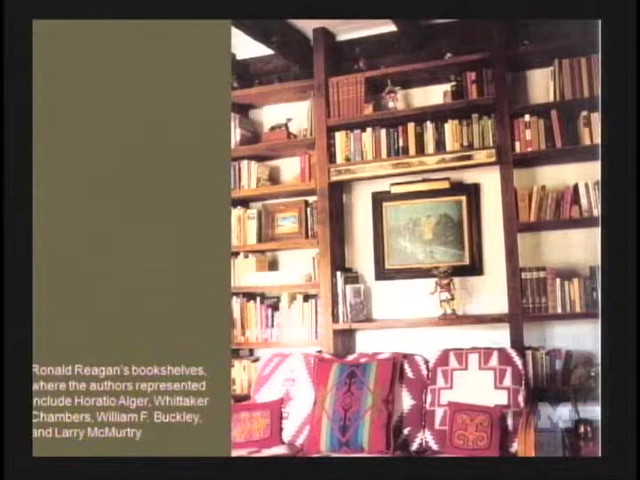 Ronald Reagan's bookshelves,
where the authors represented
include Horatio Alger, Whittaker
Chambers, William F. Buckley,
and Larry McMurtry
M